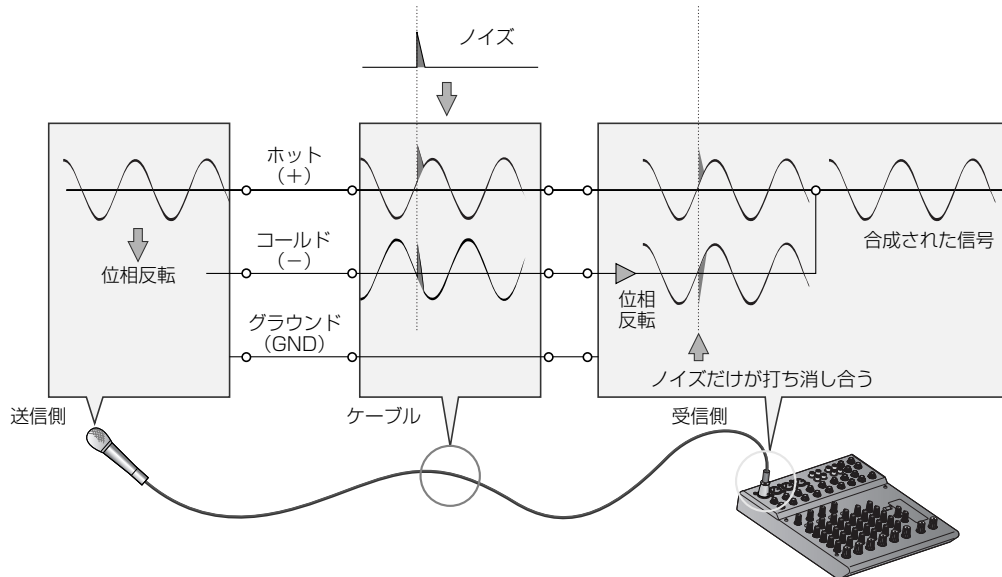 ノイズ
ホット
（＋）
コールド
（−）
グラウンド
（GND）
位相反転
位相
反転
合成された信号
ノイズだけが打ち消し合う
送信側
ケーブル
受信側